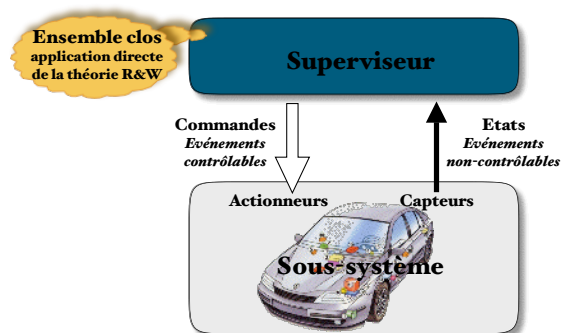 Ensemble clos
application directe
de la théorie R&W
Superviseur
Commandes
Evénements
contrôlables
Etats
Evénements
non-contrôlables
Actionneurs
Capteurs
Sous-système